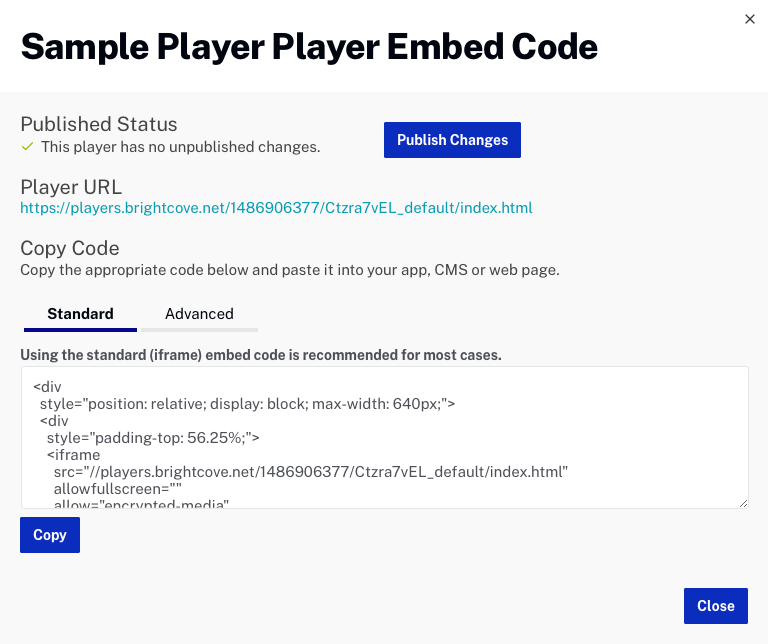 Sample Player Player Embed Code
Published Status
This player has no unpublished changes.
Publish Changes
Player URL
https://players.brightcove.net/1486906377/Ctzra7vEL_default/index.html
Copy Code
Copy the appropriate code below and paste it into your app, CMS or web page.
Standard
Advanced
Using the standard (iframe) embed code is recommended for most cases.
<div
style="position: relative; display: block; max-width: 640px;">
<div
style="padding-top: 56.25%;">
<iframe
src="//players.brightcove.net/1486906377/Ctzra7vEL_default/index.html"
allowfullscreen=""
allow="encrypted-media"
Copy
Close